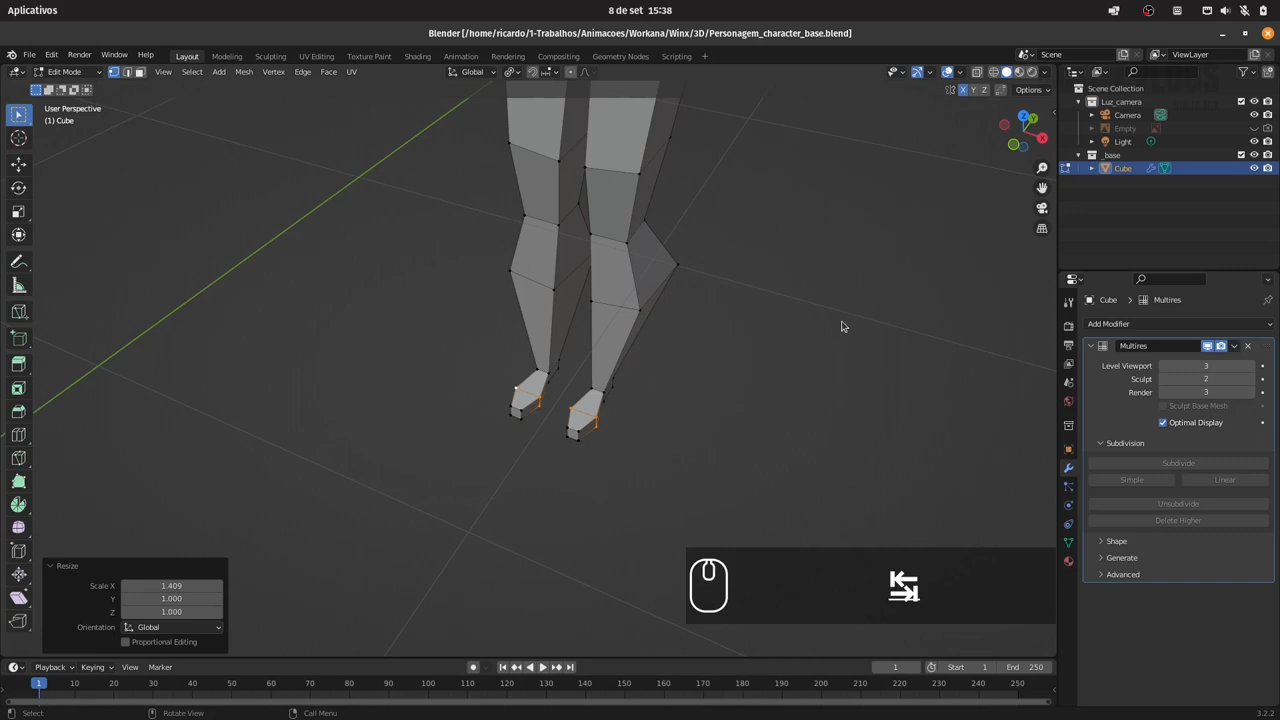 Aplicativos
8 de set 15:38
Blender [/home/ricardo/1-Trabalhos/Animacoes/Workana/Winx/3D/Personagem_character_base.blend]
File Edit Render Window Help
Layout Modeling Sculpting UV Editing Texture Paint Shading Animation Rendering Compositing Geometry Nodes Scripting +
Scene
ViewLayer
Edit Mode View Select Add Mesh Vertex Edge Face UV
Global
X Y Z
Options
User Perspective
(1) Cube
Z
Y
X
Scene Collection
Luz_camera
Camera
Empty
Light
_base
Cube
Cube > Multires
Add Modifier
Multires
Level Viewport 3
Sculpt 2
Render 3
Sculpt Base Mesh
Optimal Display
Subdivision
Subdivide
Simple Linear
Unsubdivide
Delete Higher
Shape
Generate
Advanced
Resize
Scale X 1.409
Y 1.000
Z 1.000
Orientation Global
Proportional Editing
Playback Keying View Marker
1
Start 1
End 250
1 10 20 30 40 50 60 70 80 90 100 110 120 130 140 150 160 170 180 190 200 210 220 230 240 250
Select
Rotate View
Call Menu
3.2.2